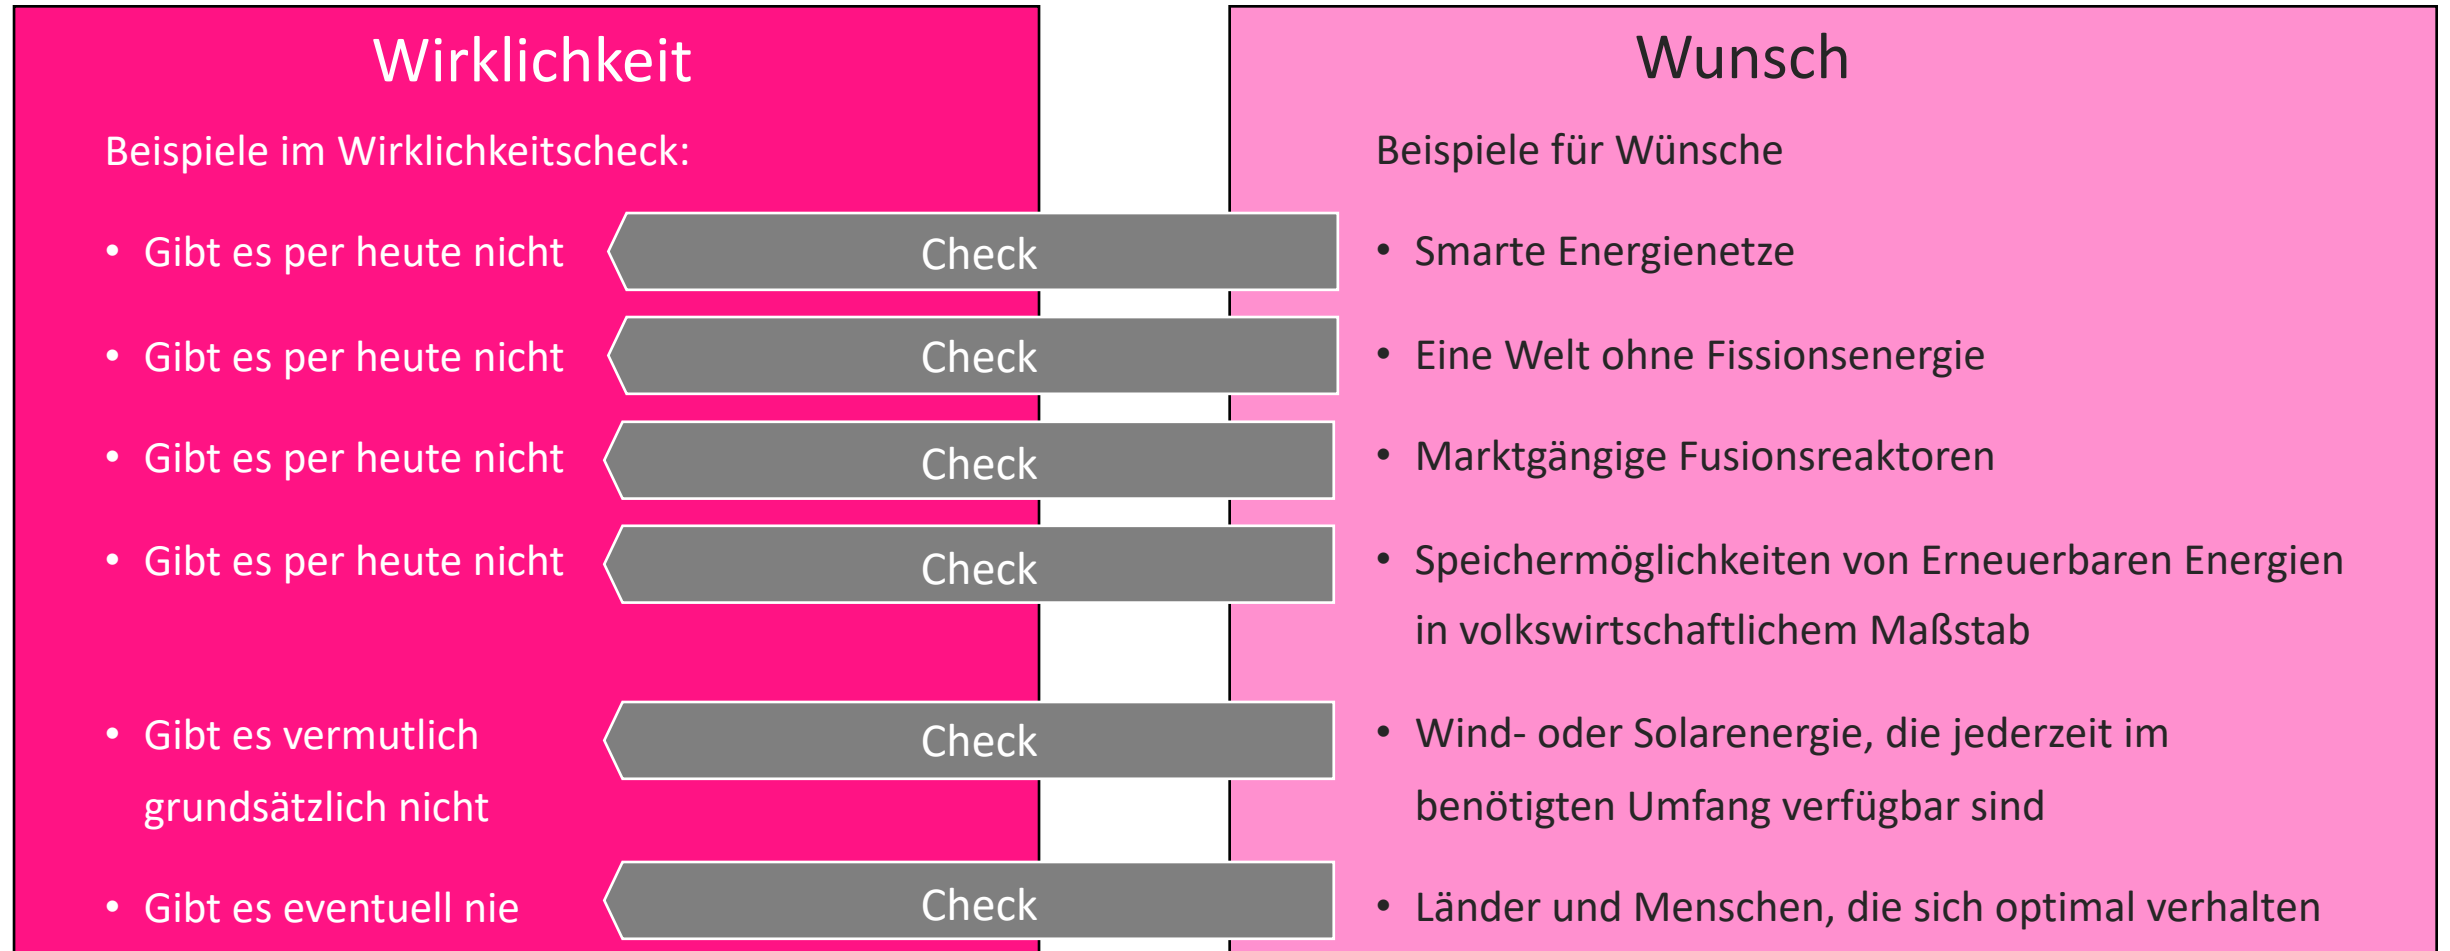 Wirklichkeit
Beispiele im Wirklichkeitscheck:
• Gibt es per heute nicht
• Gibt es per heute nicht
• Gibt es per heute nicht
• Gibt es per heute nicht
• Gibt es vermutlich
grundsätzlich nicht
• Gibt es eventuell nie
Check
Check
Check
Check
Check
Check
Wunsch
Beispiele für Wünsche
• Smarte Energienetze
• Eine Welt ohne Fissionsenergie
• Marktgängige Fusionsreaktoren
• Speichermöglichkeiten von Erneuerbaren Energien
in volkswirtschaftlichem Maßstab
• Wind- oder Solarenergie, die jederzeit im
benötigten Umfang verfügbar sind
• Länder und Menschen, die sich optimal verhalten